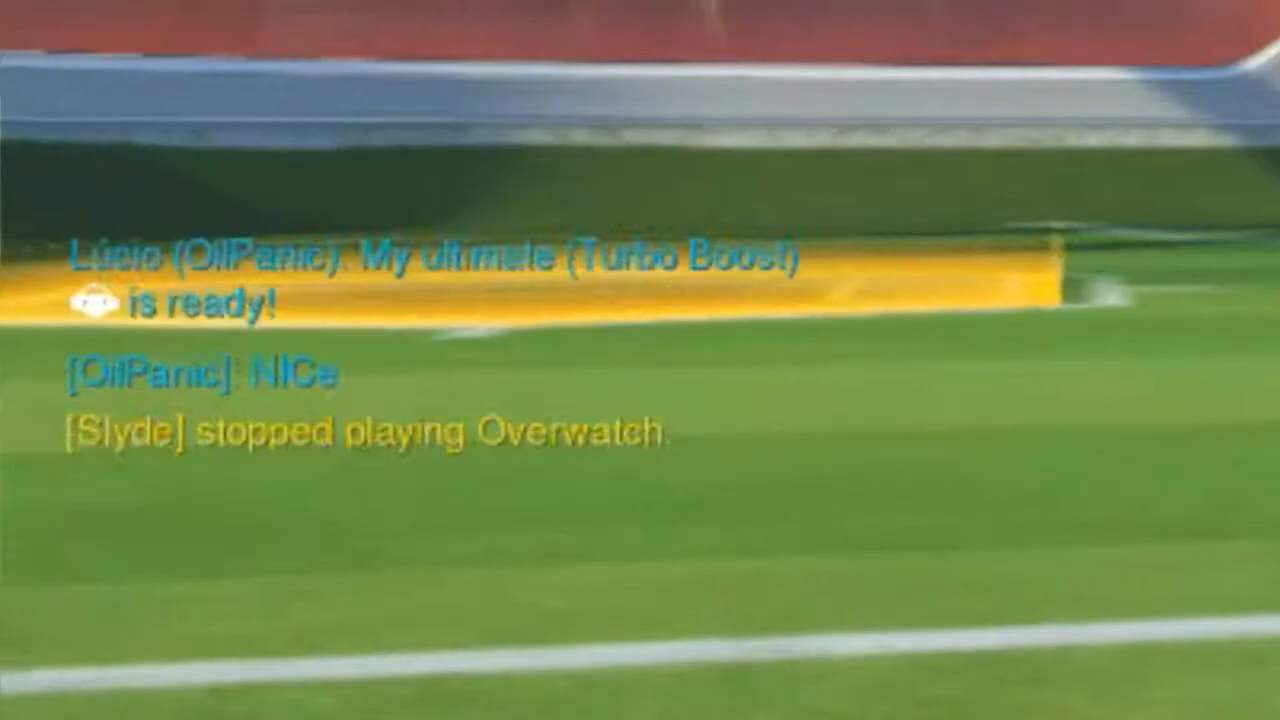 Lúcio (OilPanic): My ultimate (Turbo Boost)
is ready!
[OilPanic]: NICe
[Slyde] stopped playing Overwatch.